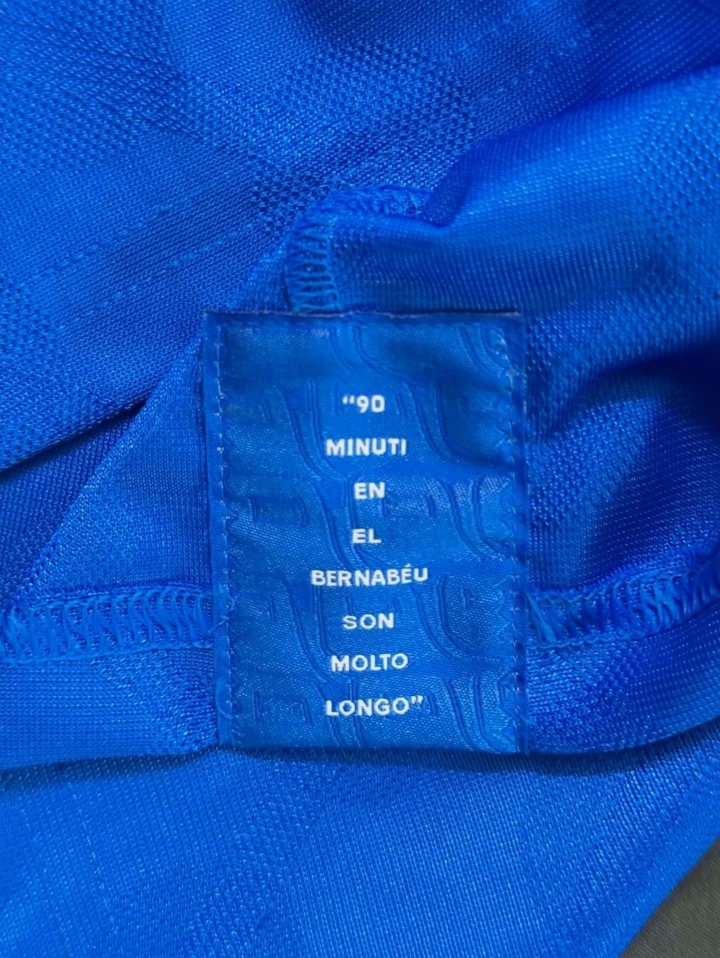 "90
MINUTI
EN
EL
BERNABÉU
SON
MOLTO
LONGO"